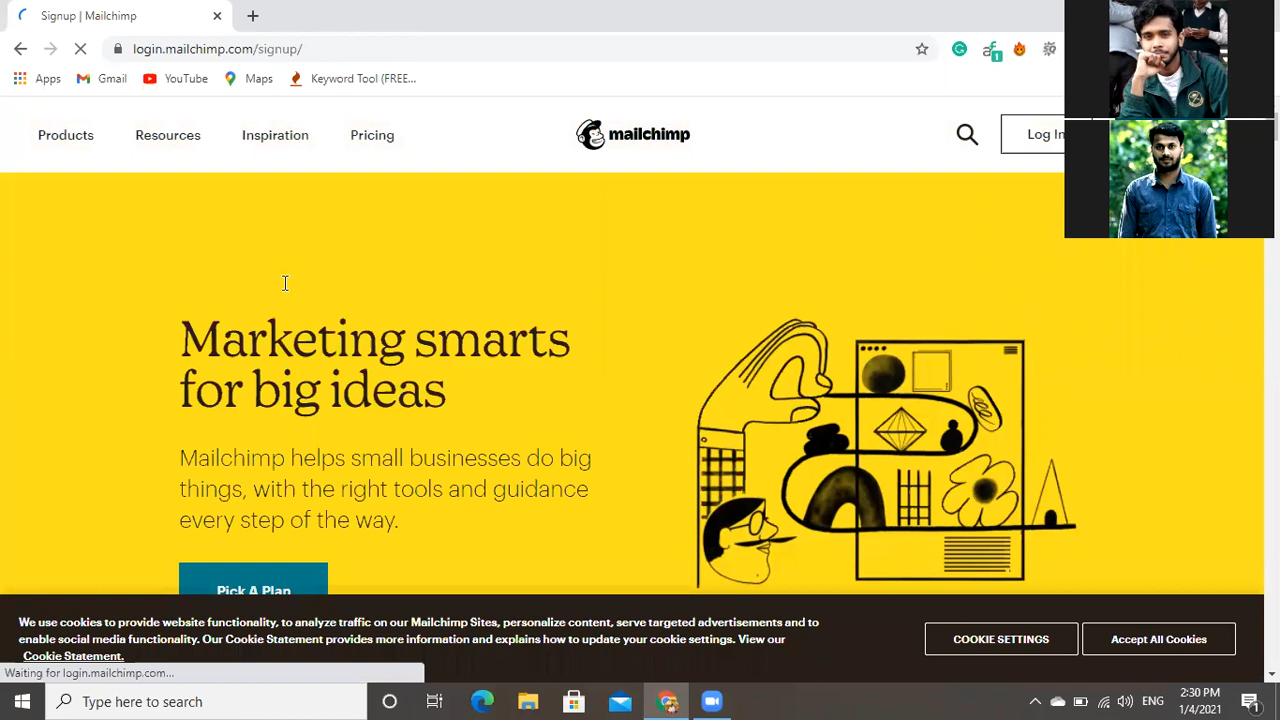 Signup | Mailchimp
login.mailchimp.com/signup/
1
Apps Gmail YouTube Maps Keyword Tool (FREE...
Products Resources Inspiration Pricing mailchimp Log In
Marketing smarts
for big ideas
Mailchimp helps small businesses do big
things, with the right tools and guidance
every step of the way.
Pick A Plan
We use cookies to provide website functionality, to analyze traffic on our Mailchimp Sites, personalize content, serve targeted advertisements and to
enable social media functionality. Our Cookie Statement provides more information and explains how to update your cookie settings. View our
Cookie Statement.
COOKIE SETTINGS Accept All Cookies
Waiting for login.mailchimp.com...
Type here to search
ENG
2:30 PM
1/4/2021
1